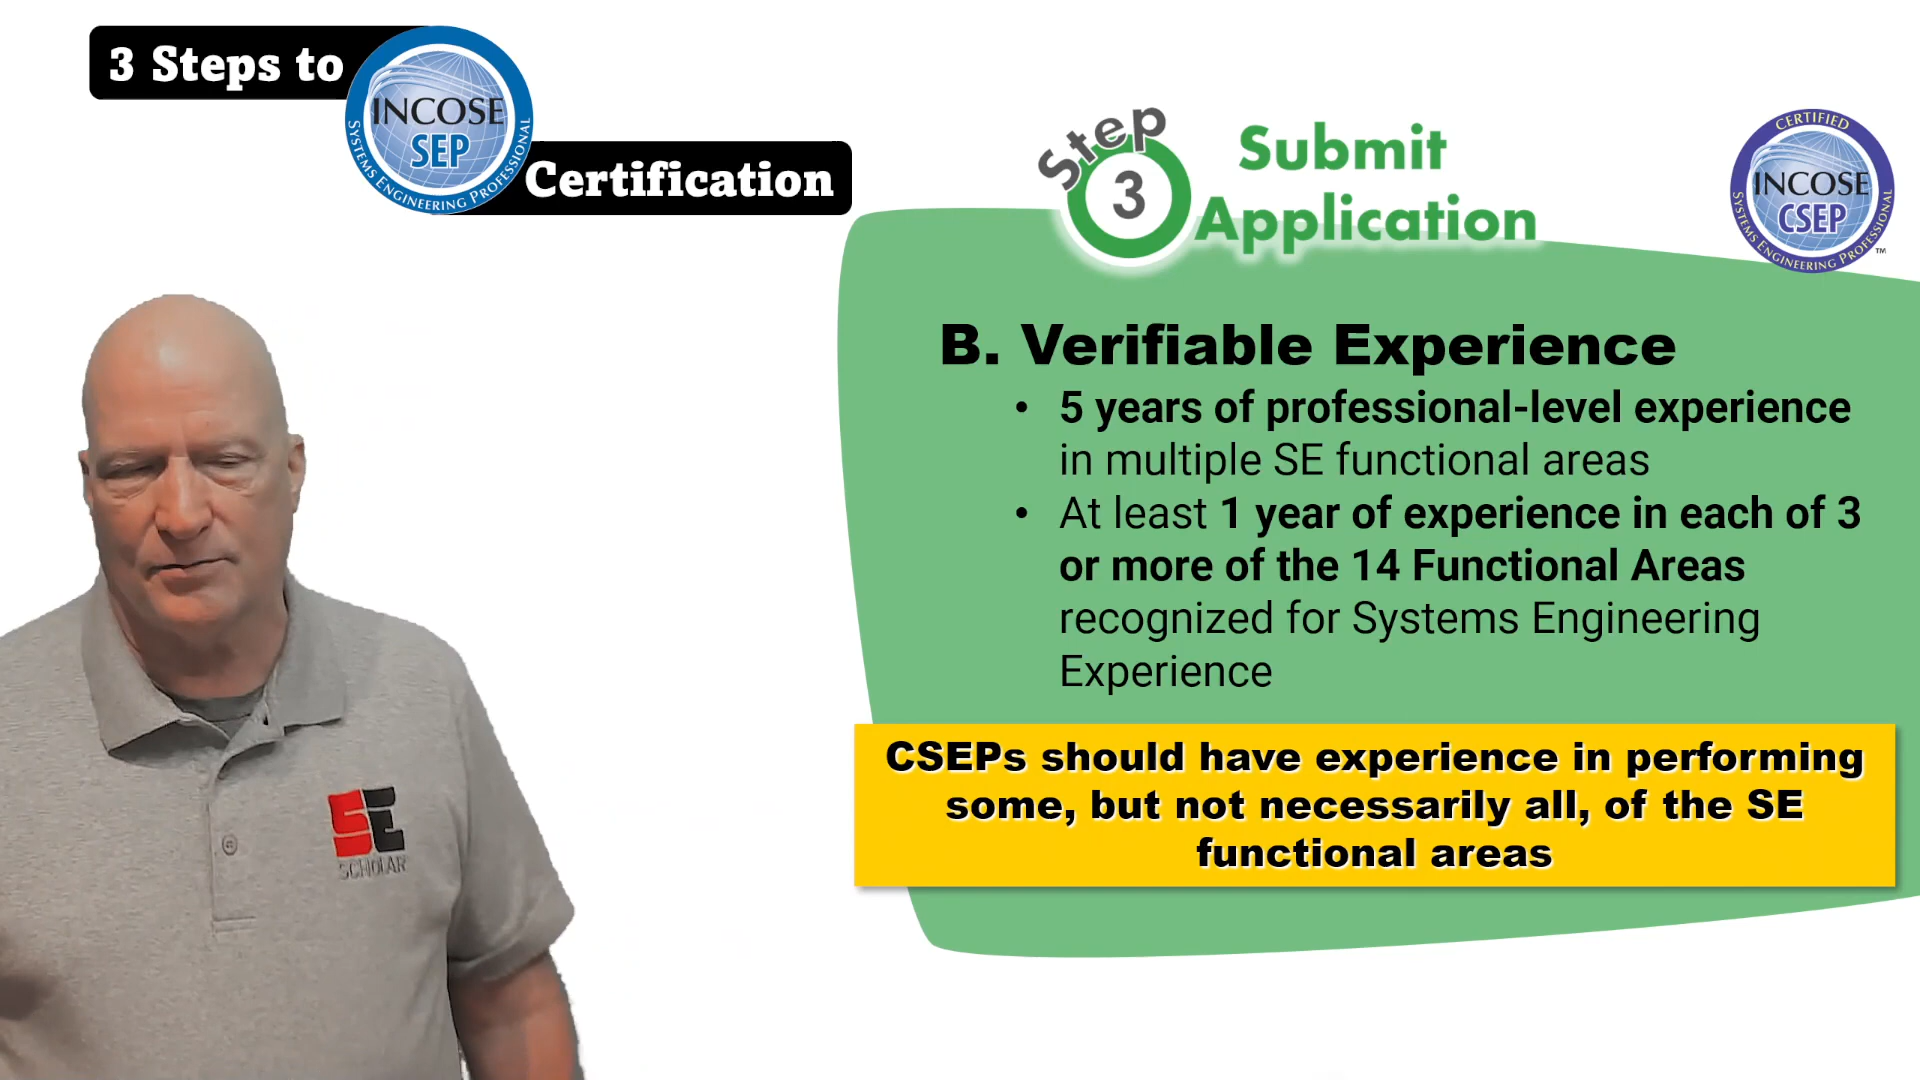 3 Steps to
INCOSE
SEP
SYSTEMS ENGINEERING PROFESSIONAL
Certification
Step
3
Submit
Application
CERTIFIED
INCOSE
CSEP
SYSTEMS ENGINEERING PROFESSIONAL
TM
B. Verifiable Experience
• 5 years of professional-level experience
in multiple SE functional areas
• At least 1 year of experience in each of 3
or more of the 14 Functional Areas
recognized for Systems Engineering
Experience
CSEPs should have experience in performing
some, but not necessarily all, of the SE
functional areas
SE
SCHOLAR